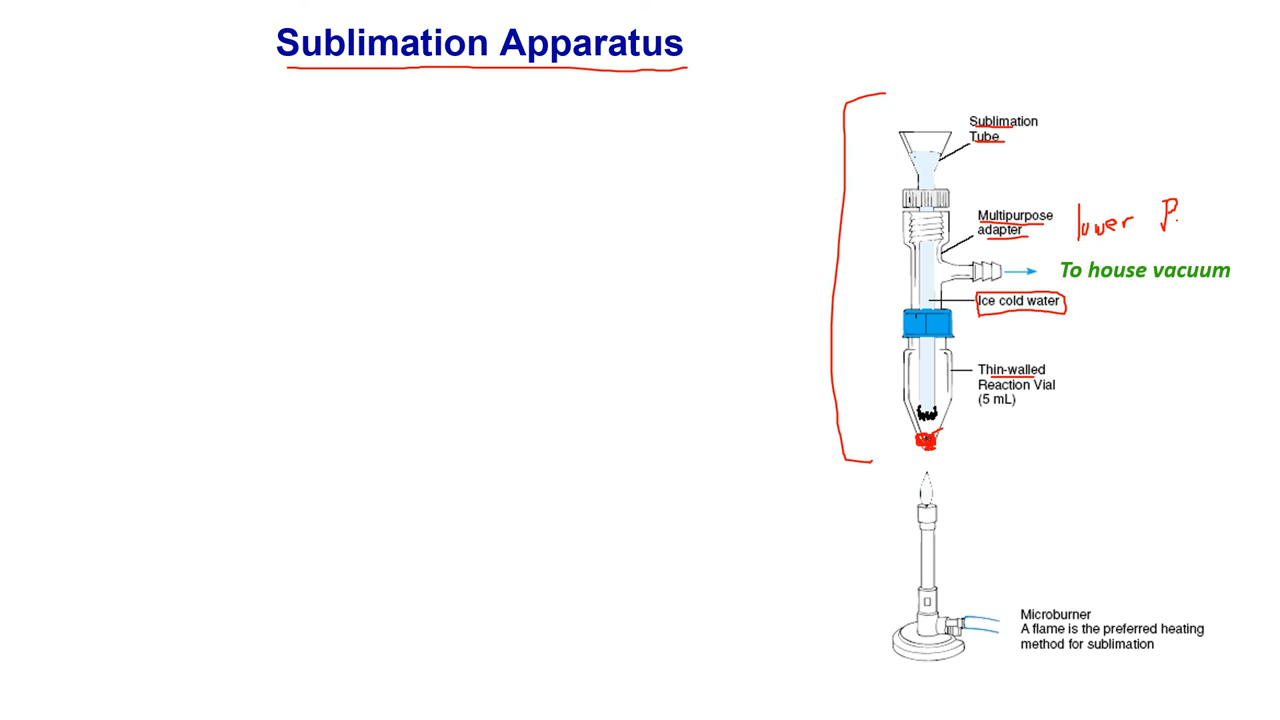 Sublimation Apparatus
Sublimation
Tube
Multipurpose
adapter
lower P.
To house vacuum
Ice cold water
Thin-walled
Reaction Vial
(5 mL)
Microburner
A flame is the preferred heating
method for sublimation